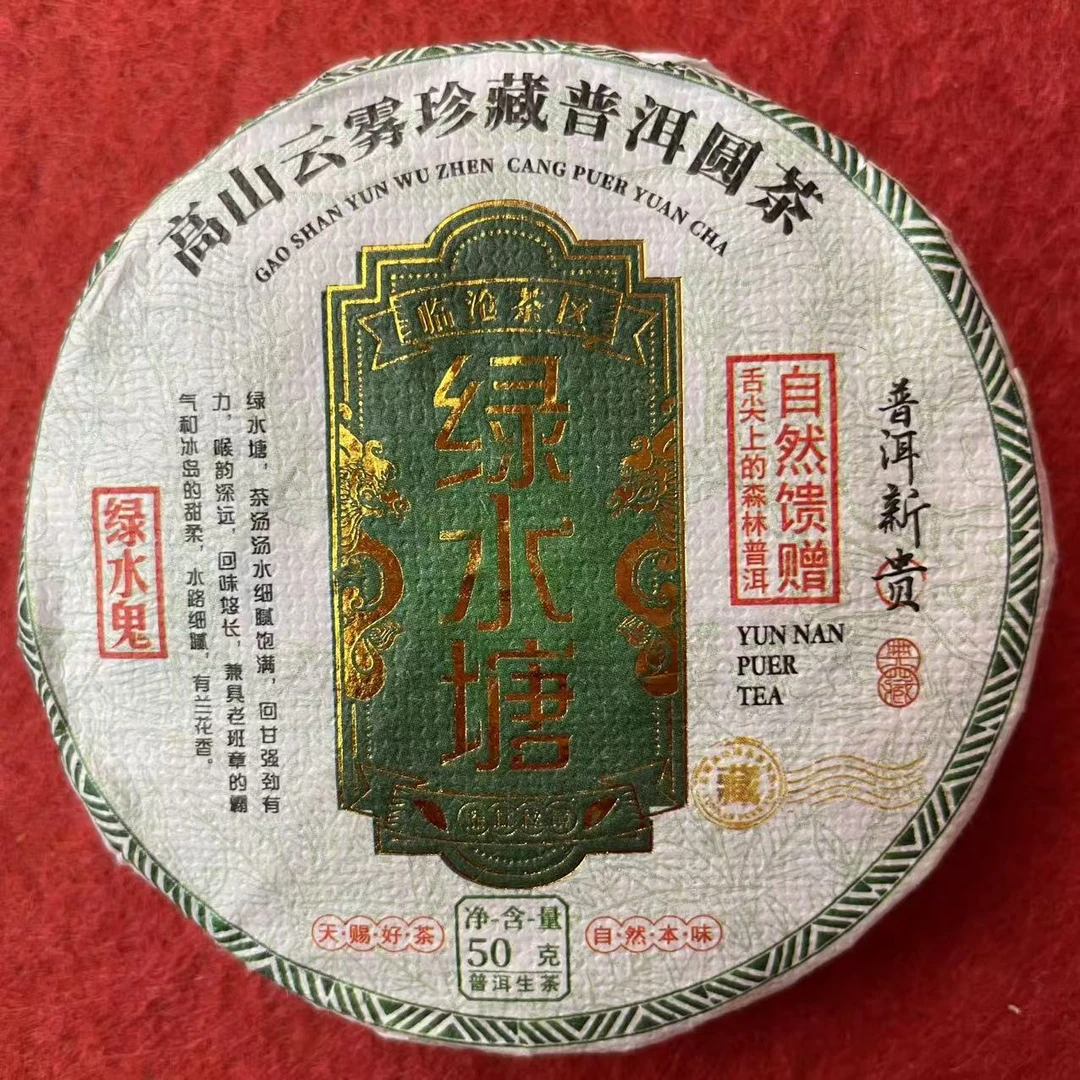 高山云雾珍藏普洱圆茶
GAO SHAN YUN WU ZHEN CANG PUER YUAN CHA
临沧茶区
绿水塘
自然馈赠
舌尖上的森林普洱
普洱新贵
典藏
YUN NAN
PUER
TEA
藏
绿水塘，茶汤汤水细腻饱满，回甘强劲有
力，喉韵深远，回味悠长，兼具老班章的霸
气和冰岛的甜柔，水路细腻，有兰花香。
绿水鬼
天·赐·好·茶
净-含-量
50 克
普洱生茶
自·然·本·味